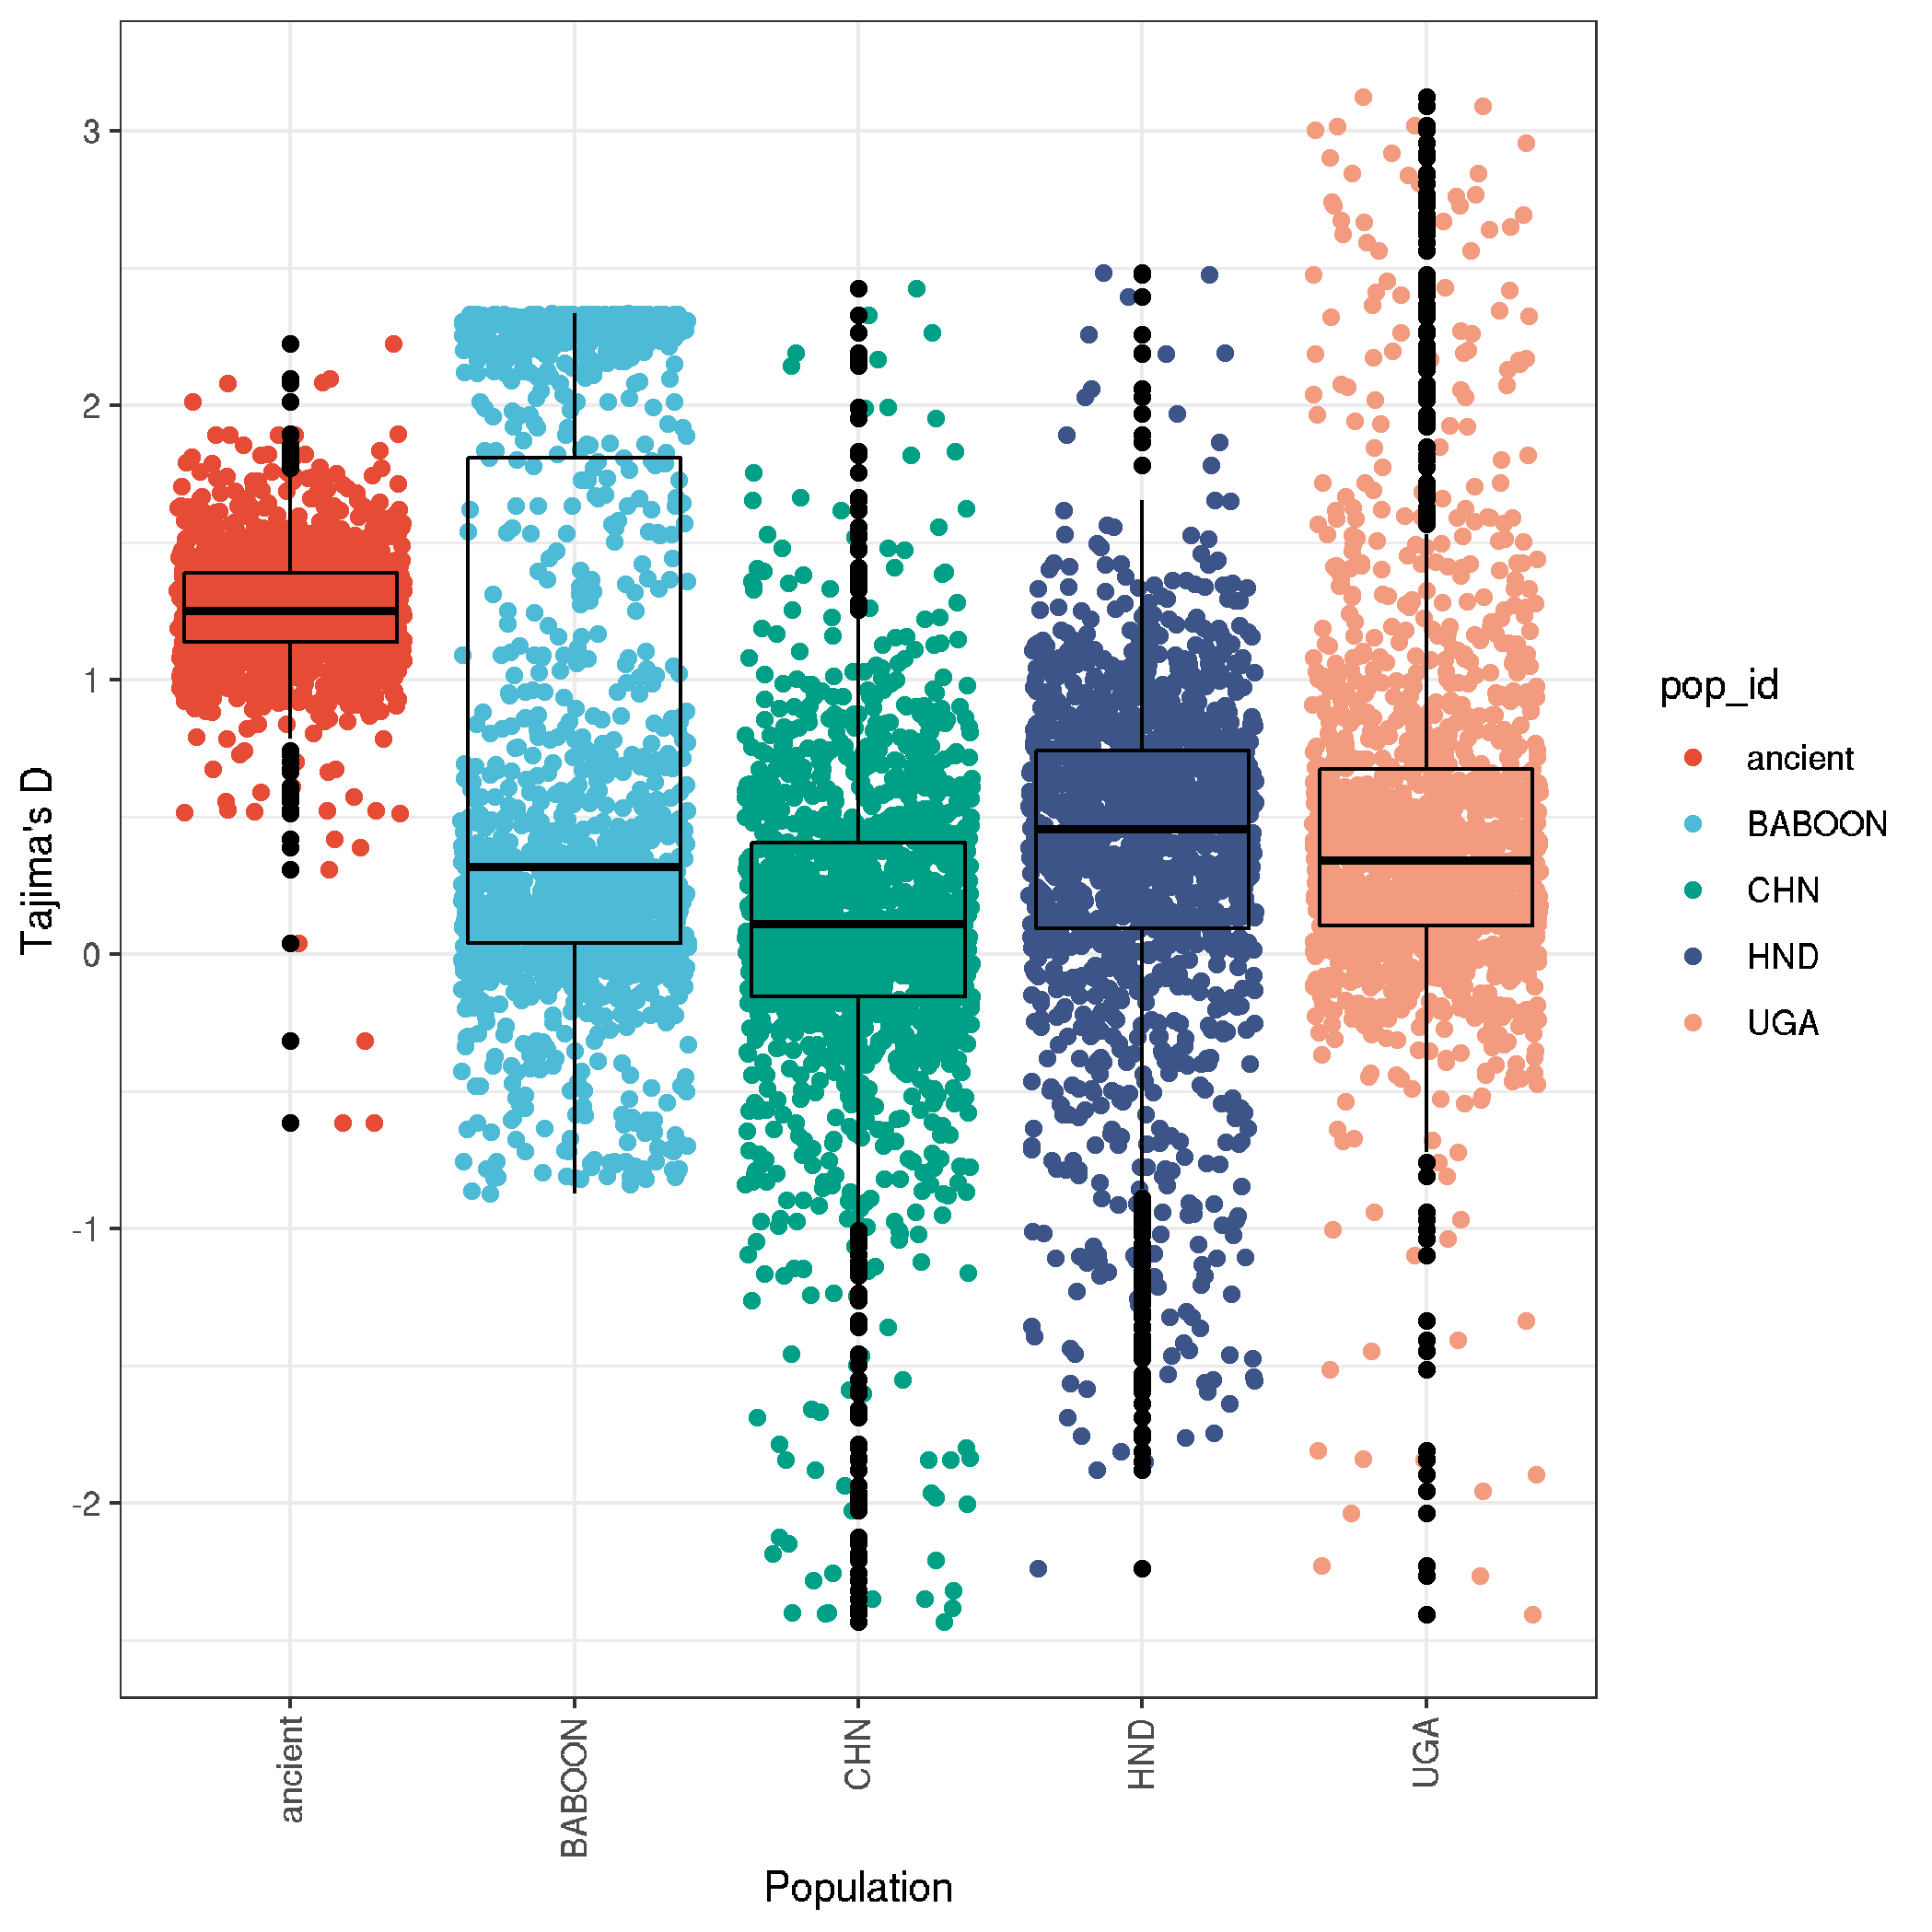 3
2
1
0
-1
-2
Tajima's D
ancient
BABOON
CHN
HND
UGA
Population
pop_id
ancient
BABOON
CHN
HND
UGA